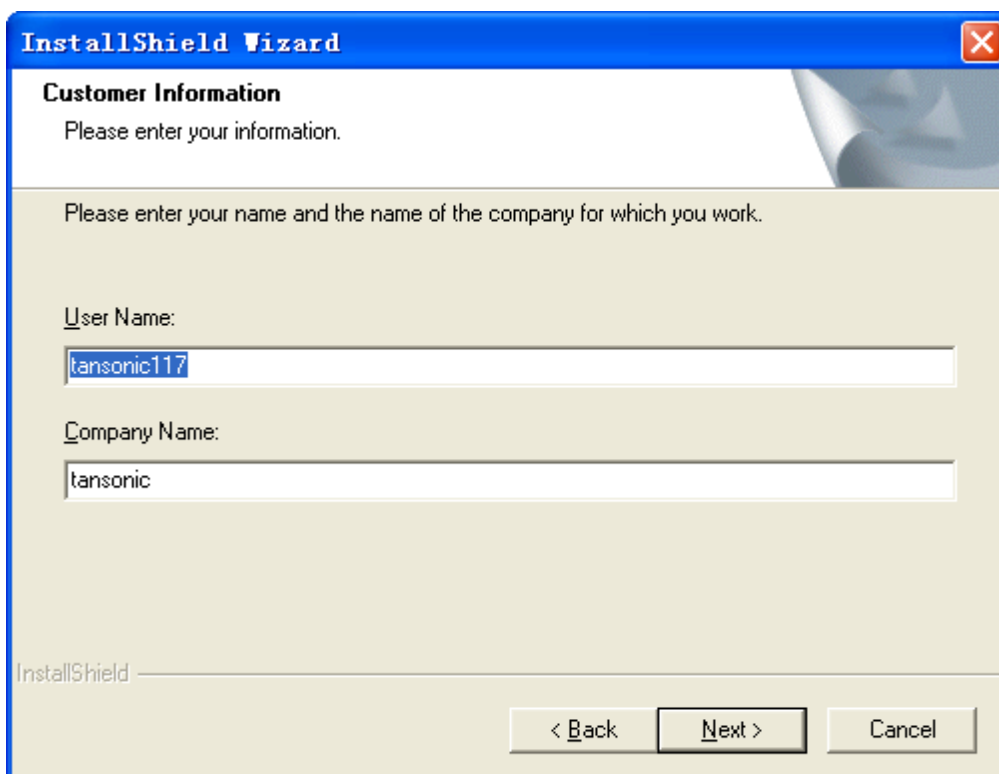 InstallShield Wizard
Customer Information
Please enter your information.
Please enter your name and the name of the company for which you work.
User Name:
tansonic117
Company Name:
tansonic
InstallShield
< Back Next > Cancel